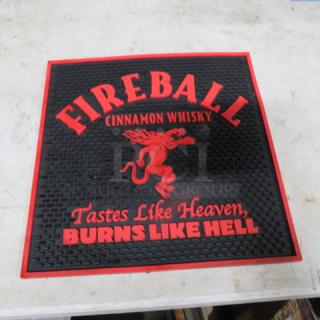 FIREBALL
CINNAMON WHISKY
Tastes Like Heaven,
BURNS LIKE HELL